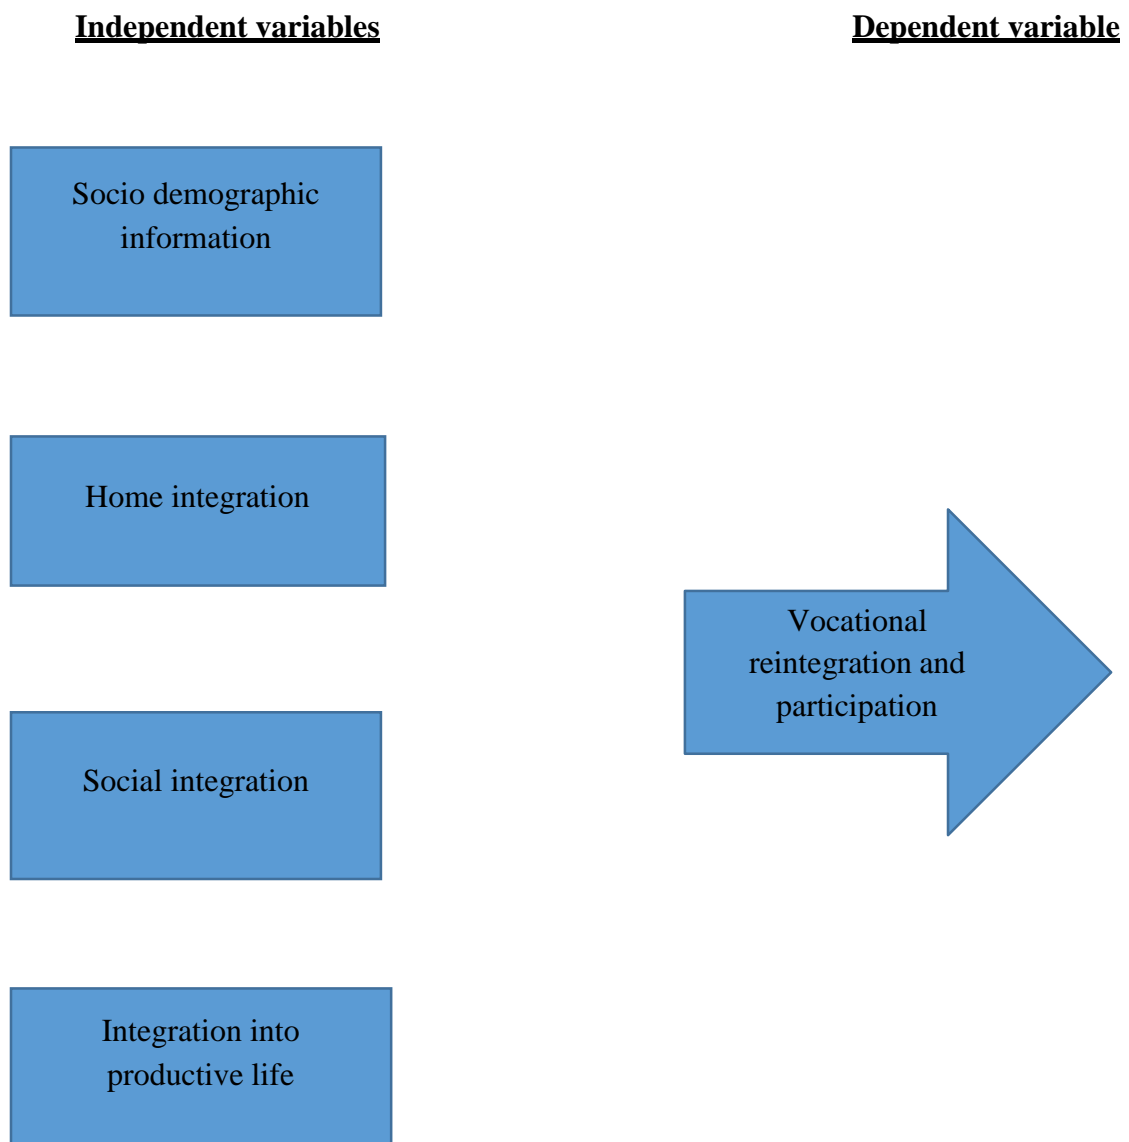 Independent variables
Dependent variable
Socio demographic
information
Home integration
Vocational
reintegration and
participation
Social integration
Integration into
productive life